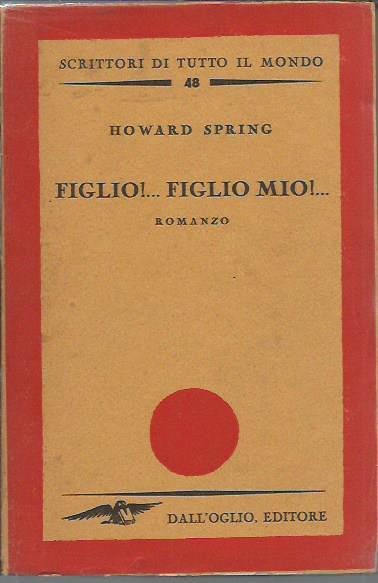 SCRITTORI DI TUTTO IL MONDO
48
HOWARD SPRING
FIGLIO!... FIGLIO MIO!...
ROMANZO
DALL'OGLIO, EDITORE